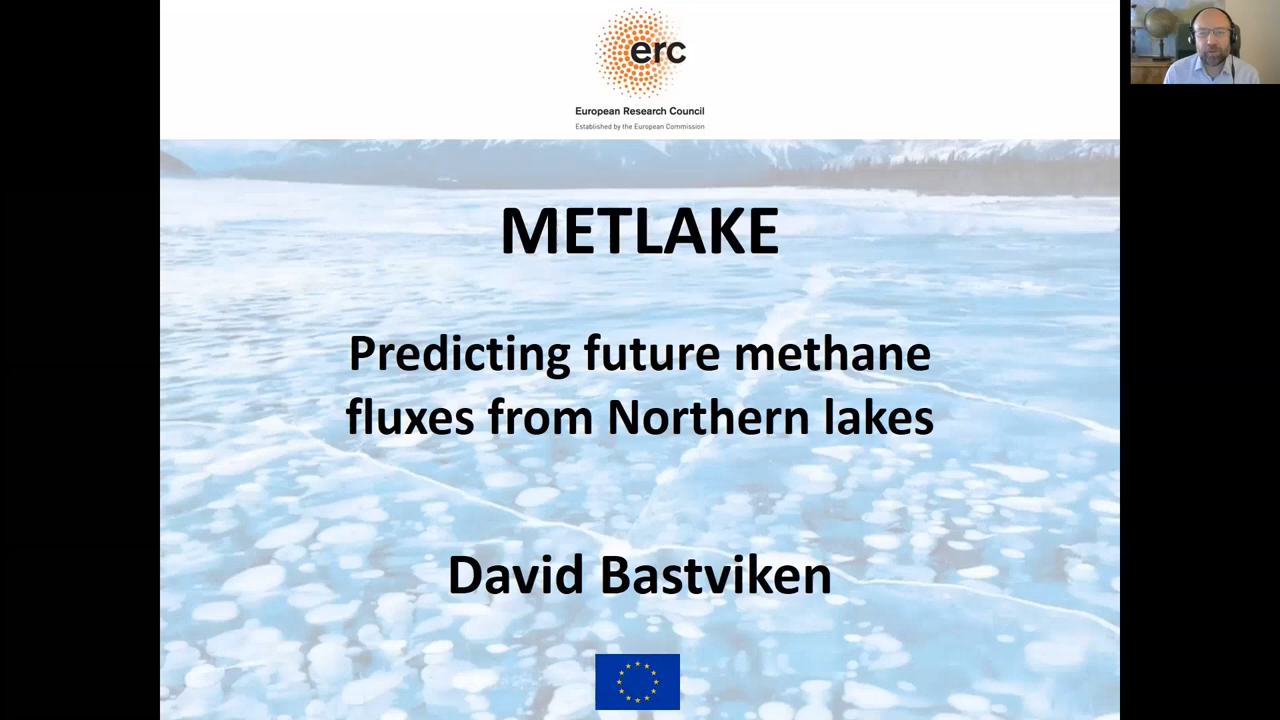 erc
European Research Council
Established by the European Commission
METLAKE
Predicting future methane
fluxes from Northern lakes
David Bastviken